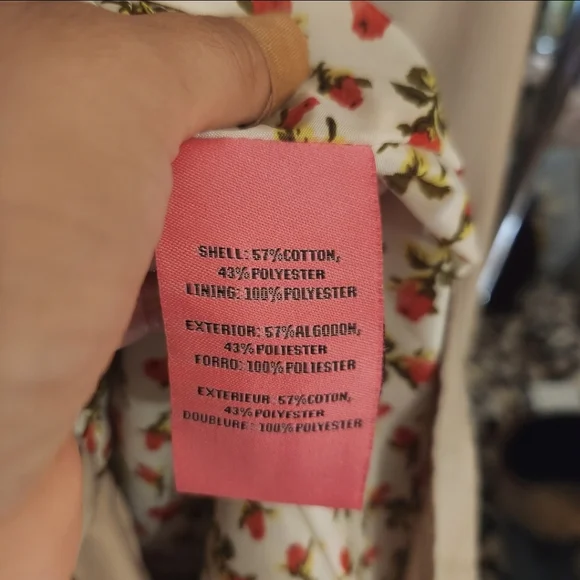 SHELL: 57%COTTON,
43%POLYESTER
LINING: 100%POLYESTER
EXTERIOR: 57%ALGODON,
43%POLIESTER
FORRO: 100%POLIESTER
EXTERIEUR: 57%COTON,
43%POLYESTER
DOUBLURE: 100%POLYESTER